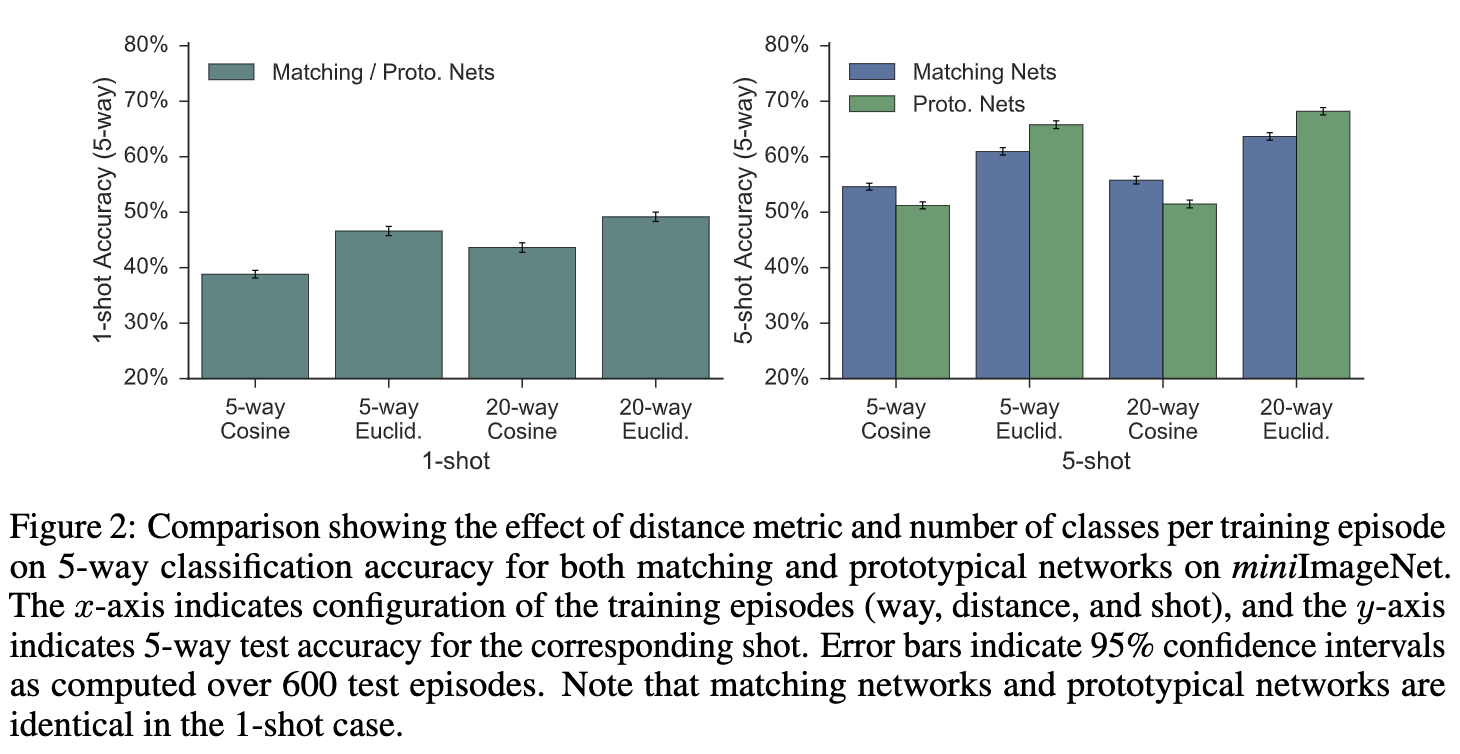 80%
70%
60%
50%
40%
30%
20%
1-shot Accuracy (5-way)
Matching / Proto. Nets
5-way
Cosine
5-way
Euclid.
20-way
Cosine
20-way
Euclid.
1-shot
80%
70%
60%
50%
40%
30%
20%
5-shot Accuracy (5-way)
Matching Nets
Proto. Nets
5-way
Cosine
5-way
Euclid.
20-way
Cosine
20-way
Euclid.
5-shot
Figure 2: Comparison showing the effect of distance metric and number of classes per training episode
on 5-way classification accuracy for both matching and prototypical networks on miniImageNet.
The x-axis indicates configuration of the training episodes (way, distance, and shot), and the y-axis
indicates 5-way test accuracy for the corresponding shot. Error bars indicate 95% confidence intervals
as computed over 600 test episodes. Note that matching networks and prototypical networks are
identical in the 1-shot case.